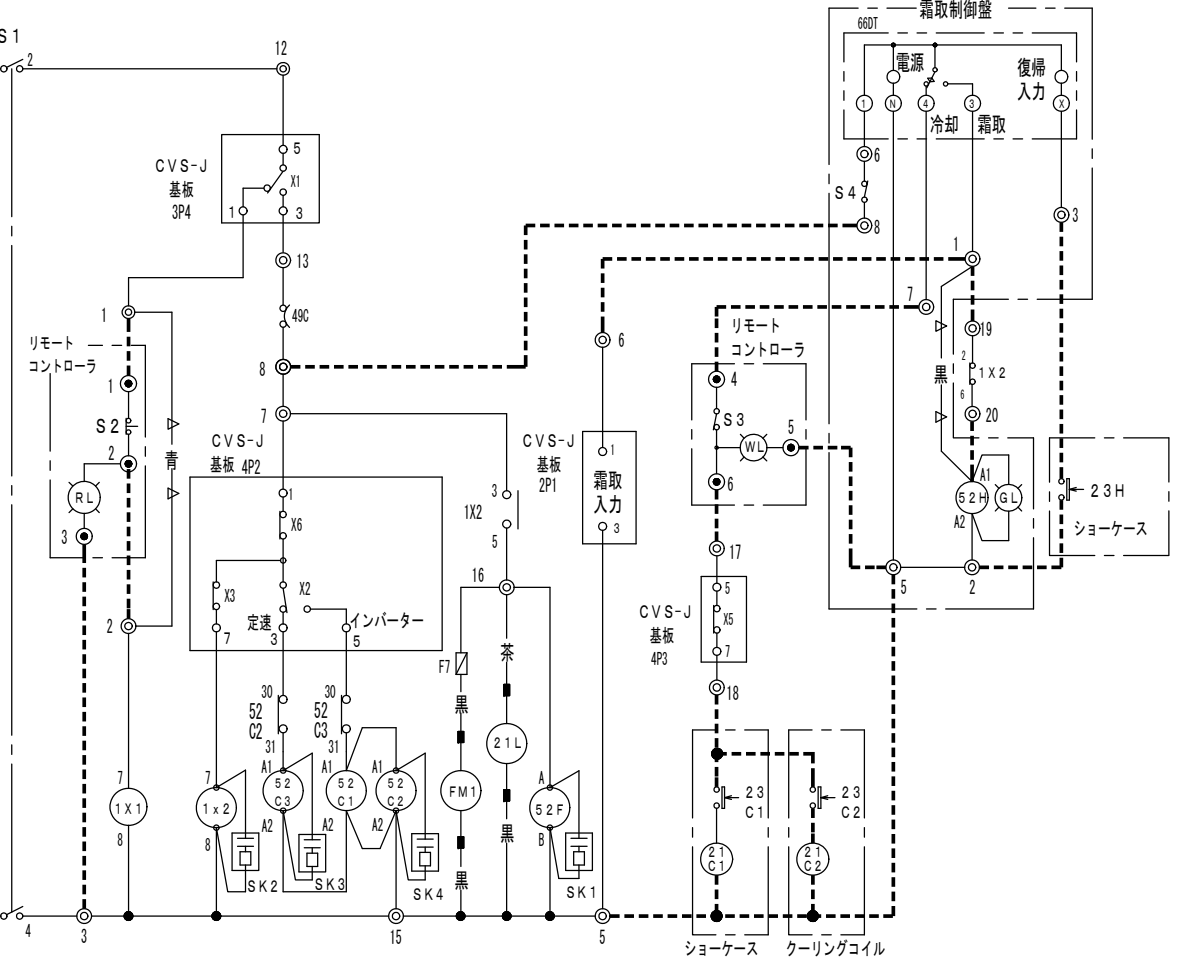 霜取制御盤
S1
66DT
2
12
電源
復帰
入力
1
N
4
3
X
冷却
霜取
5
CVS-J
基板
3P4
X1
1
3
6
S4
8
3
13
1
7
49C
1
6
19
リモート
コントローラ
リモート
コントローラ
2
1X2
6
黒
8
4
1
7
S3
5
20
S2
WL
CVS-J
基板 4P2
CVS-J
基板
2P1
1
霜取
入力
3
2
青
6
A1
52H
GL
A2
23H
ショーケース
RL
1
3
1X2
5
X6
3
17
16
5
2
X3
X2
5
CVS-J
基板
4P3
X5
7
2
定速
インバーター
7
3
5
茶
F7
18
30
30
黒
52
C2
52
C3
31
31
21L
23
C1
23
C2
A1
A1
A1
7
7
A
1X1
1x2
52
C3
52
C1
52
C2
FM1
52F
8
8
A2
A2
A2
B
黒
21
C1
21
C2
黒
SK2
SK3
SK4
SK1
4
3
15
5
ショーケース
クーリングコイル